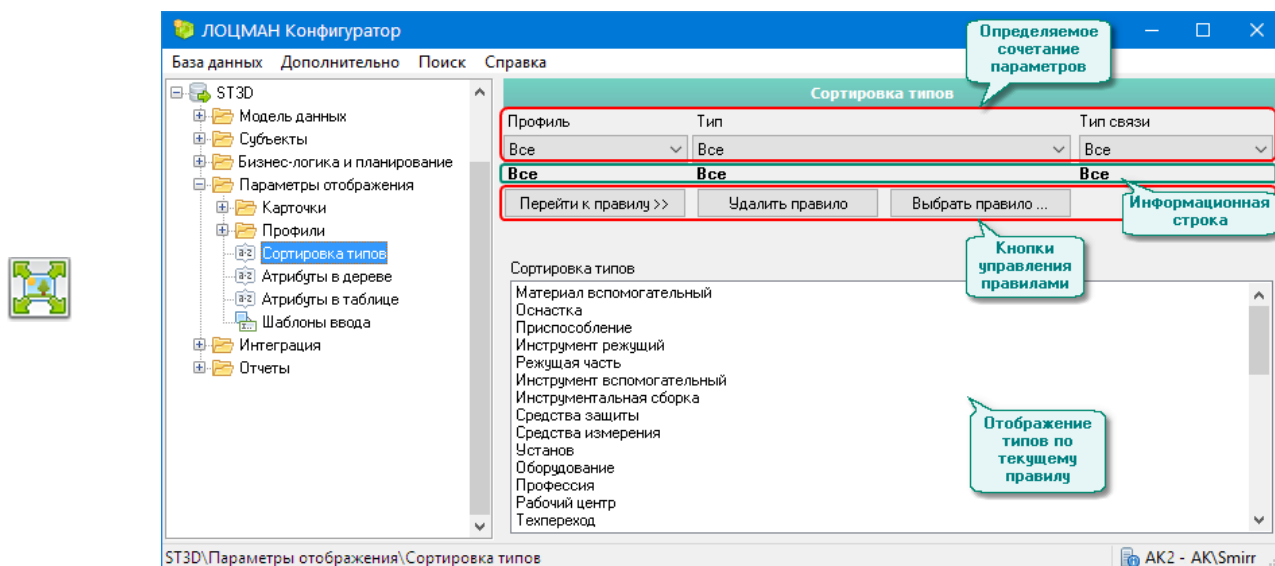 ЛОЦМАН Конфигуратор
База данных Дополнительно Поиск Справка
Определяемое
сочетание
параметров
ST3D
Модель данных
Субъекты
Бизнес-логика и планирование
Параметры отображения
Карточки
Профили
Сортировка типов
Атрибуты в дереве
Атрибуты в таблице
Шаблоны ввода
Интеграция
Отчеты
Сортировка типов
Профиль Тип Тип связи
Все Все Все
Все Все Все
Перейти к правилу >> Удалить правило Выбрать правило ...
Информационная
строка
Кнопки
управления
правилами
Сортировка типов
Материал вспомогательный
Оснастка
Приспособление
Инструмент режущий
Режущая часть
Инструмент вспомогательный
Инструментальная сборка
Средства защиты
Средства измерения
Установ
Оборудование
Профессия
Рабочий центр
Техпереход
Отображение
типов по
текущему
правилу
ST3D\Параметры отображения\Сортировка типов
AK2 - AK\Smirr